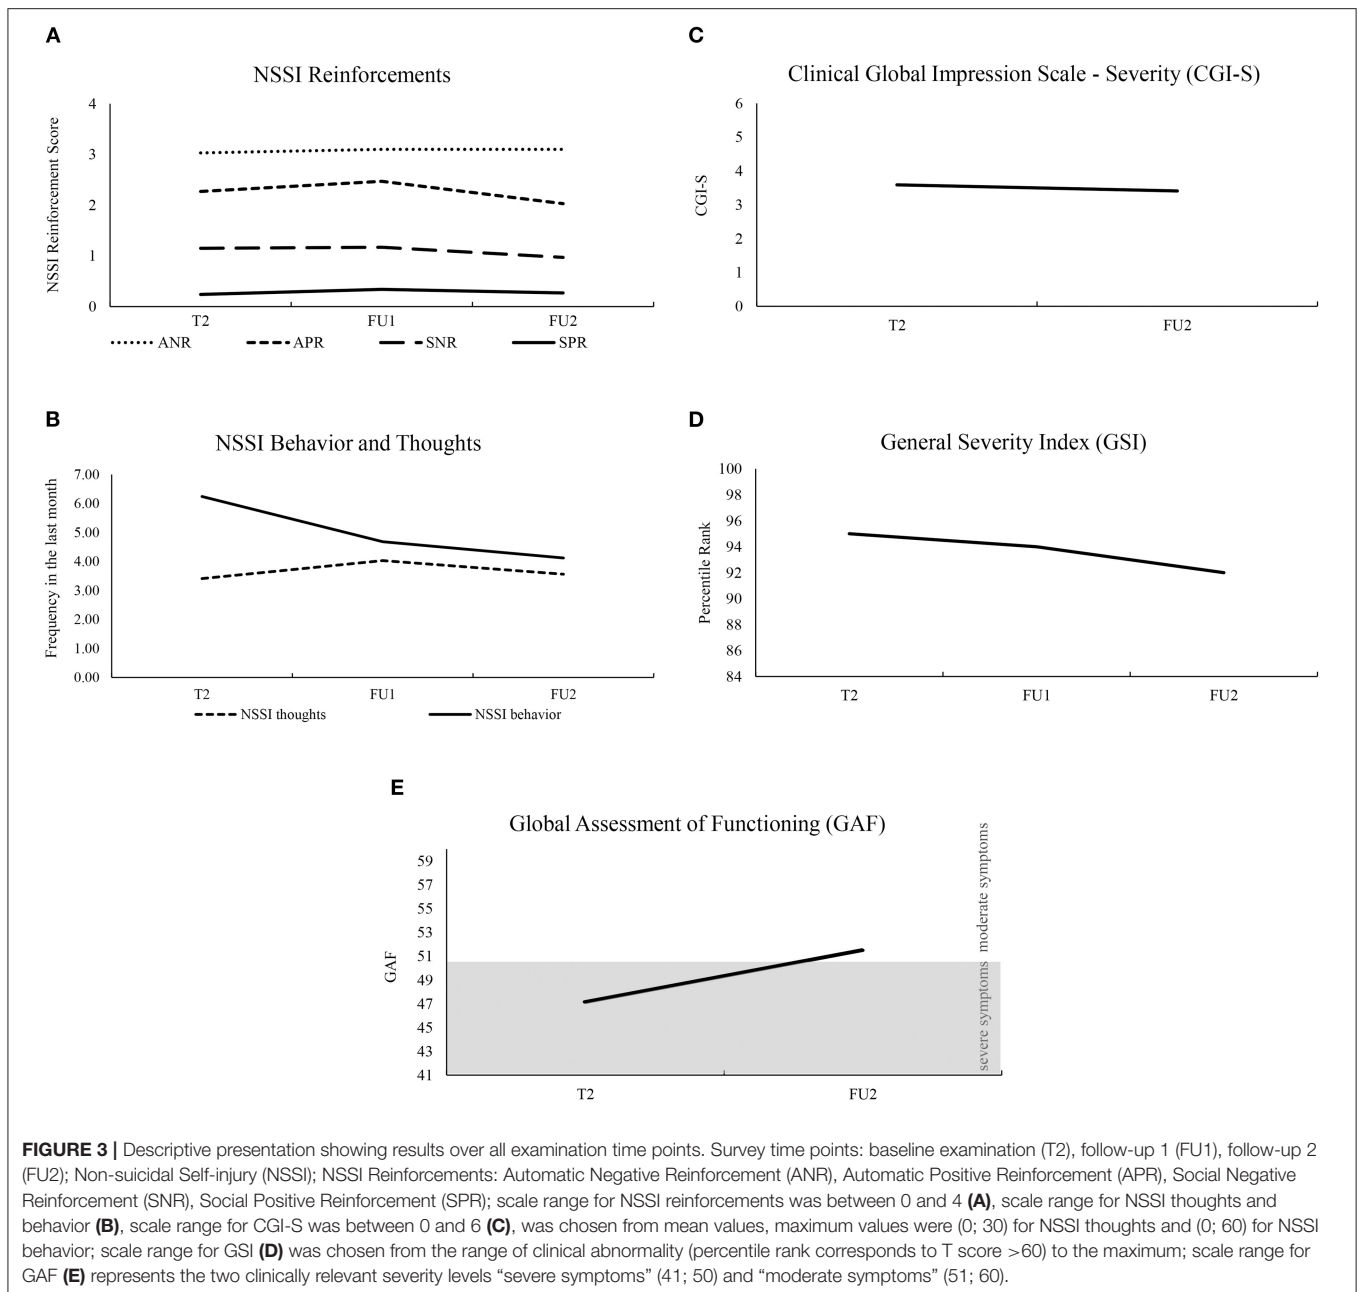 A
NSSI Reinforcements
NSSI Reinforcement Score
4
3
2
1
0
T2 FU1 FU2
ANR APR SNR SPR
C
Clinical Global Impression Scale - Severity (CGI-S)
CGI-S
6
5
4
3
2
1
0
T2 FU2
B
NSSI Behavior and Thoughts
Frequency in the last month
7.00
6.00
5.00
4.00
3.00
2.00
1.00
0.00
T2 FU1 FU2
NSSI thoughts NSSI behavior
D
General Severity Index (GSI)
Percentile Rank
100
98
96
94
92
90
88
86
84
T2 FU1 FU2
E
Global Assessment of Functioning (GAF)
GAF
59
57
55
53
51
49
47
45
43
41
T2 FU2
severe symptoms moderate symptoms
FIGURE 3 | Descriptive presentation showing results over all examination time points. Survey time points: baseline examination (T2), follow-up 1 (FU1), follow-up 2
(FU2); Non-suicidal Self-injury (NSSI); NSSI Reinforcements: Automatic Negative Reinforcement (ANR), Automatic Positive Reinforcement (APR), Social Negative
Reinforcement (SNR), Social Positive Reinforcement (SPR); scale range for NSSI reinforcements was between 0 and 4 (A), scale range for NSSI thoughts and
behavior (B), scale range for CGI-S was between 0 and 6 (C), was chosen from mean values, maximum values were (0; 30) for NSSI thoughts and (0; 60) for NSSI
behavior; scale range for GSI (D) was chosen from the range of clinical abnormality (percentile rank corresponds to T score >60) to the maximum; scale range for
GAF (E) represents the two clinically relevant severity levels “severe symptoms” (41; 50) and “moderate symptoms” (51; 60).